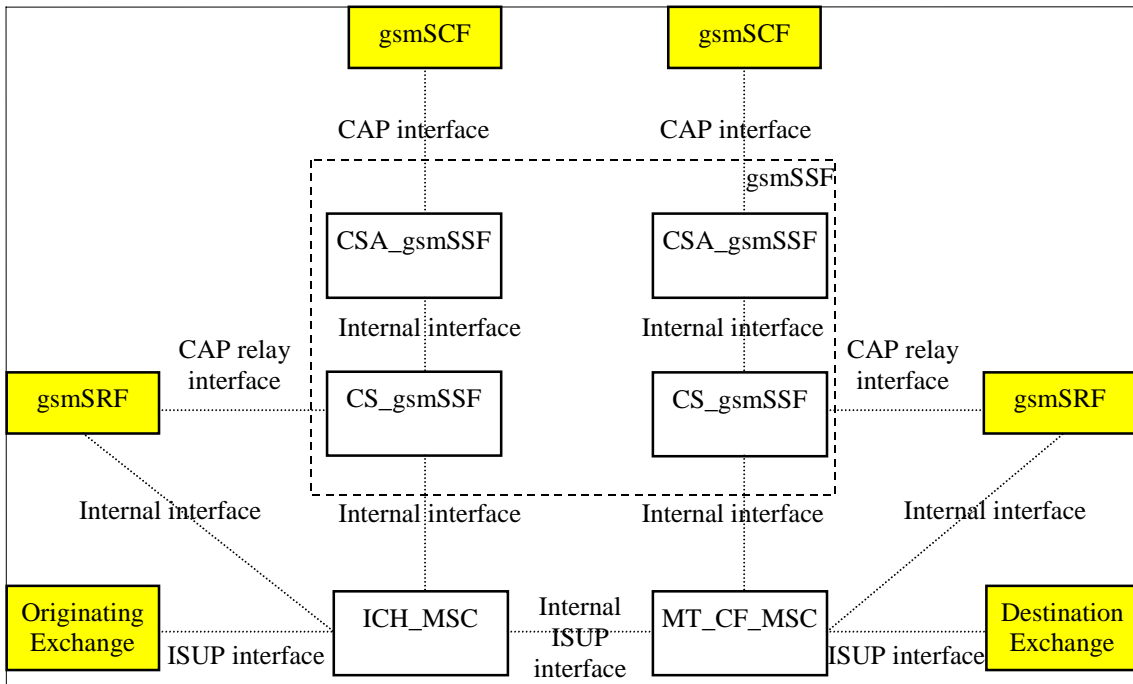 gsmSCF
gsmSCF
CAP interface
CAP interface
gsmSSF
CSA_gsmSSF
CSA_gsmSSF
Internal interface
Internal interface
CAP relay
interface
CAP relay
interface
gsmSRF
CS_gsmSSF
CS_gsmSSF
gsmSRF
Internal interface
Internal interface
Internal interface
Internal interface
Originating
Exchange
ISUP interface
ICH_MSC
Internal
ISUP
interface
MT_CF_MSC
ISUP interface
Destination
Exchange